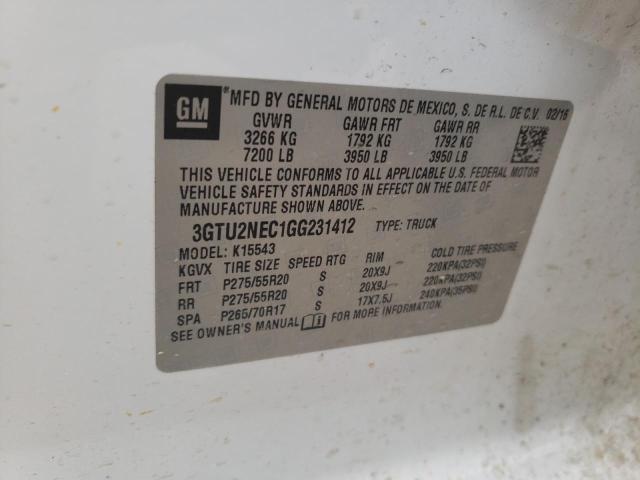 GM
*MFD BY GENERAL MOTORS DE MEXICO, S. DE R.L. DE C.V. 02/16
GVWR GAWR FRT GAWR RR
3266 KG 1792 KG 1792 KG
7200 LB 3950 LB 3950 LB
THIS VEHICLE CONFORMS TO ALL APPLICABLE U.S. FEDERAL MOTOR
VEHICLE SAFETY STANDARDS IN EFFECT ON THE DATE OF
MANUFACTURE SHOWN ABOVE.
3GTU2NEC1GG231412 TYPE: TRUCK
MODEL: K15543
KGVX TIRE SIZE SPEED RTG RIM COLD TIRE PRESSURE
FRT P275/55R20 S 20X9J 220KPA(32PSI)
RR P275/55R20 S 20X9J 220KPA(32PSI)
SPA P265/70R17 S 17X7.5J 240KPA(35PSI)
SEE OWNER'S MANUAL FOR MORE INFORMATION.